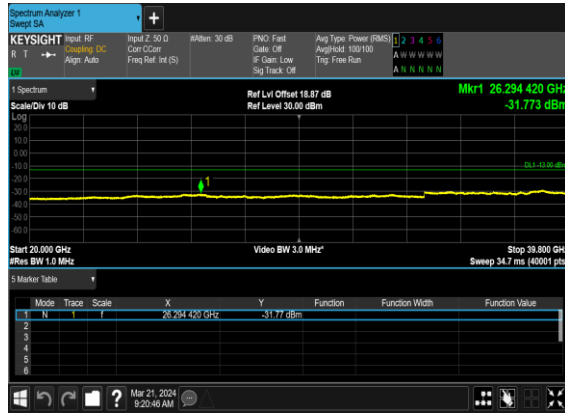 Spectrum Analyzer 1
Swept SA
+
KEYSIGHT Input: RF Input Z: 50 Ω #Atten: 30 dB PNO: Fast Avg Type: Power (RMS) 1 2 3 4 5 6
R T Coupling: DC Corr CCorr Gate: Off Avg|Hold: 100/100 A W W W W W
Align: Auto Freq Ref: Int (S) IF Gain: Low Trig: Free Run
LW Sig Track: Off A N N N N N
1 Spectrum Ref Lvl Offset 18.87 dB Mkr1 26.294 420 GHz
Scale/Div 10 dB Ref Level 30.00 dBm -31.773 dBm
Log
20.0
10.0
0.00
-10.0
DL1 -13.00 dBm
-20.0
1
-30.0
-40.0
-50.0
-60.0
Start 20.000 GHz Video BW 3.0 MHz* Stop 39.800 GHz
#Res BW 1.0 MHz Sweep 34.7 ms (40001 pts)
5 Marker Table
Mode Trace Scale X Y Function Function Width Function Value
1 N 1 f 26.294 420 GHz -31.77 dBm
2
3
4
5
6
? Mar 21, 2024
9:20:46 AM